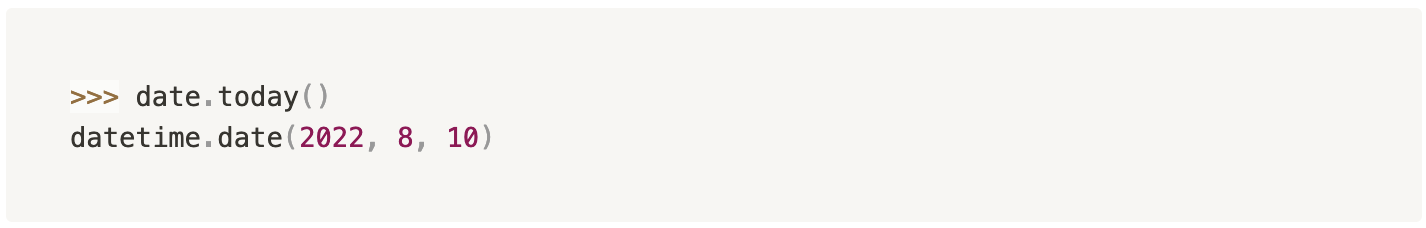 >>> date.today()
datetime.date(2022, 8, 10)